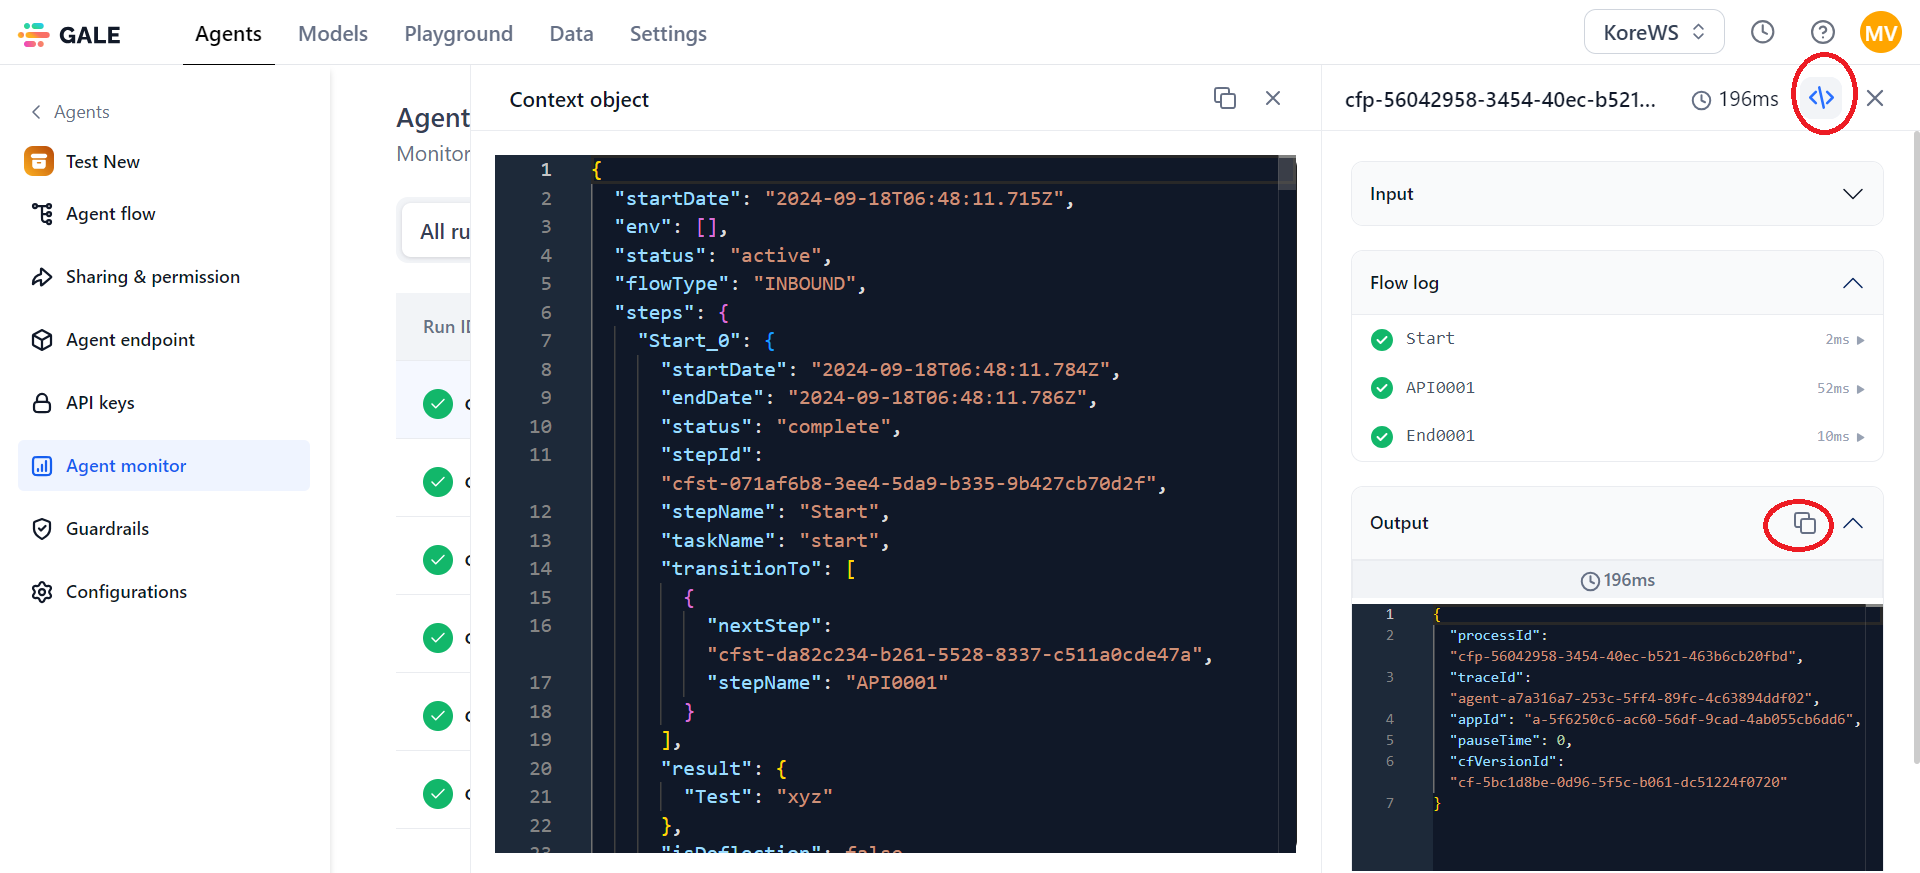 GALE
Agents
Models
Playground
Data
Settings
KoreWS
MV
Agents
Test New
Agent flow
Sharing & permission
Agent endpoint
API keys
Agent monitor
Guardrails
Configurations
Agent
Monitor
All ru
Run ID
Context object
1 {
2 "startDate": "2024-09-18T06:48:11.715Z",
3 "env": [],
4 "status": "active",
5 "flowType": "INBOUND",
6 "steps": {
7 "Start_0": {
8 "startDate": "2024-09-18T06:48:11.784Z",
9 "endDate": "2024-09-18T06:48:11.786Z",
10 "status": "complete",
11 "stepId":
"cfst-071af6b8-3ee4-5da9-b335-9b427cb70d2f",
12 "stepName": "Start",
13 "taskName": "start",
14 "transitionTo": [
15 {
16 "nextStep":
"cfst-da82c234-b261-5528-8337-c511a0cde47a",
17 "stepName": "API0001"
18 }
19 ],
20 "result": {
21 "Test": "xyz"
22 },
23 "isDeflection": false
cfp-56042958-3454-40ec-b521...
196ms
</>
Input
Flow log
Start 2ms
API0001 52ms
End0001 10ms
Output
196ms
1 {
2 "processId":
"cfp-56042958-3454-40ec-b521-463b6cb20fbd",
3 "traceId":
"agent-a7a316a7-253c-5ff4-89fc-4c63894ddf02",
4 "appId": "a-5f6250c6-ac60-56df-9cad-4ab055cb6dd6",
5 "pauseTime": 0,
6 "cfVersionId":
"cf-5bc1d8be-0d96-5f5c-b061-dc51224f0720"
7 }